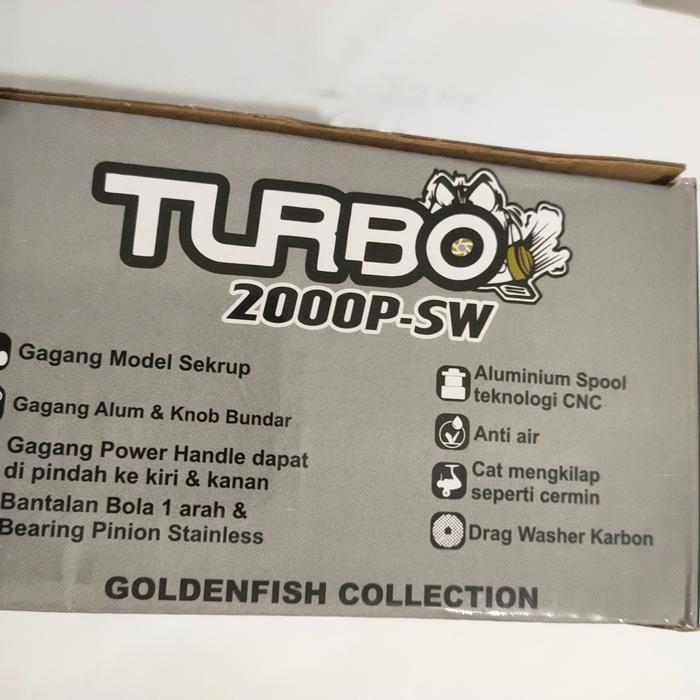 TURBO
2000P-SW
Gagang Model Sekrup
Gagang Alum & Knob Bundar
Gagang Power Handle dapat
di pindah ke kiri & kanan
Bantalan Bola 1 arah &
Bearing Pinion Stainless
Aluminium Spool
teknologi CNC
Anti air
Cat mengkilap
seperti cermin
Drag Washer Karbon
GOLDENFISH COLLECTION